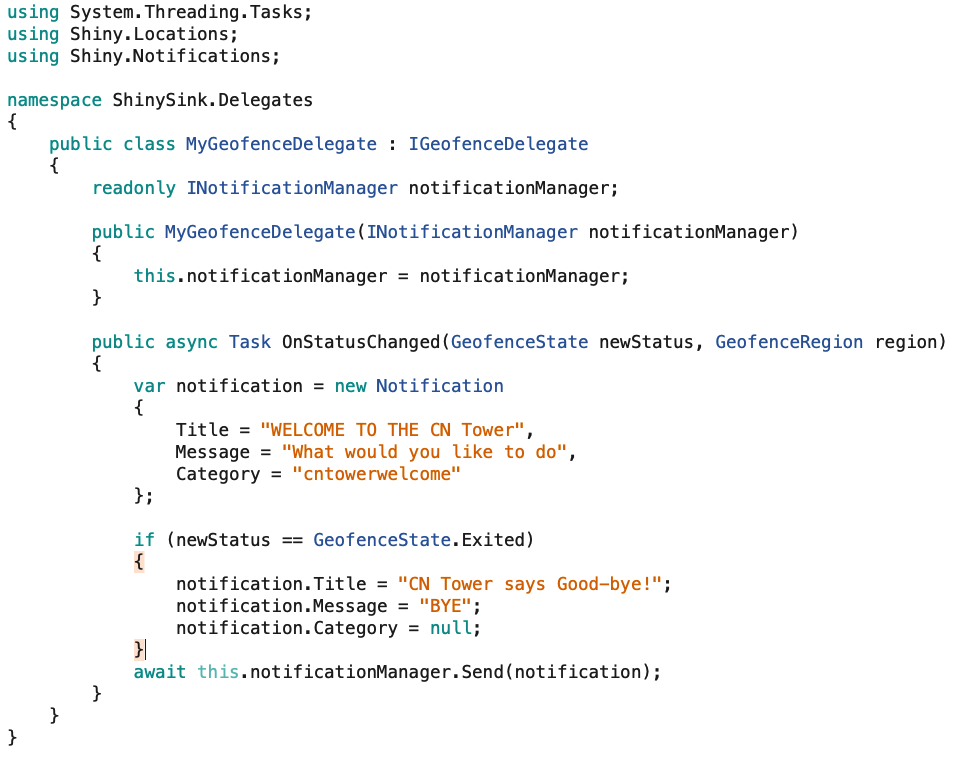 using System.Threading.Tasks;
using Shiny.Locations;
using Shiny.Notifications;

namespace ShinySink.Delegates
{
    public class MyGeofenceDelegate : IGeofenceDelegate
    {
        readonly INotificationManager notificationManager;

        public MyGeofenceDelegate(INotificationManager notificationManager)
        {
            this.notificationManager = notificationManager;
        }

        public async Task OnStatusChanged(GeofenceState newStatus, GeofenceRegion region)
        {
            var notification = new Notification
            {
                Title = "WELCOME TO THE CN Tower",
                Message = "What would you like to do",
                Category = "cntowerwelcome"
            };

            if (newStatus == GeofenceState.Exited)
            {
                notification.Title = "CN Tower says Good-bye!";
                notification.Message = "BYE";
                notification.Category = null;
            }
            await this.notificationManager.Send(notification);
        }
    }
}